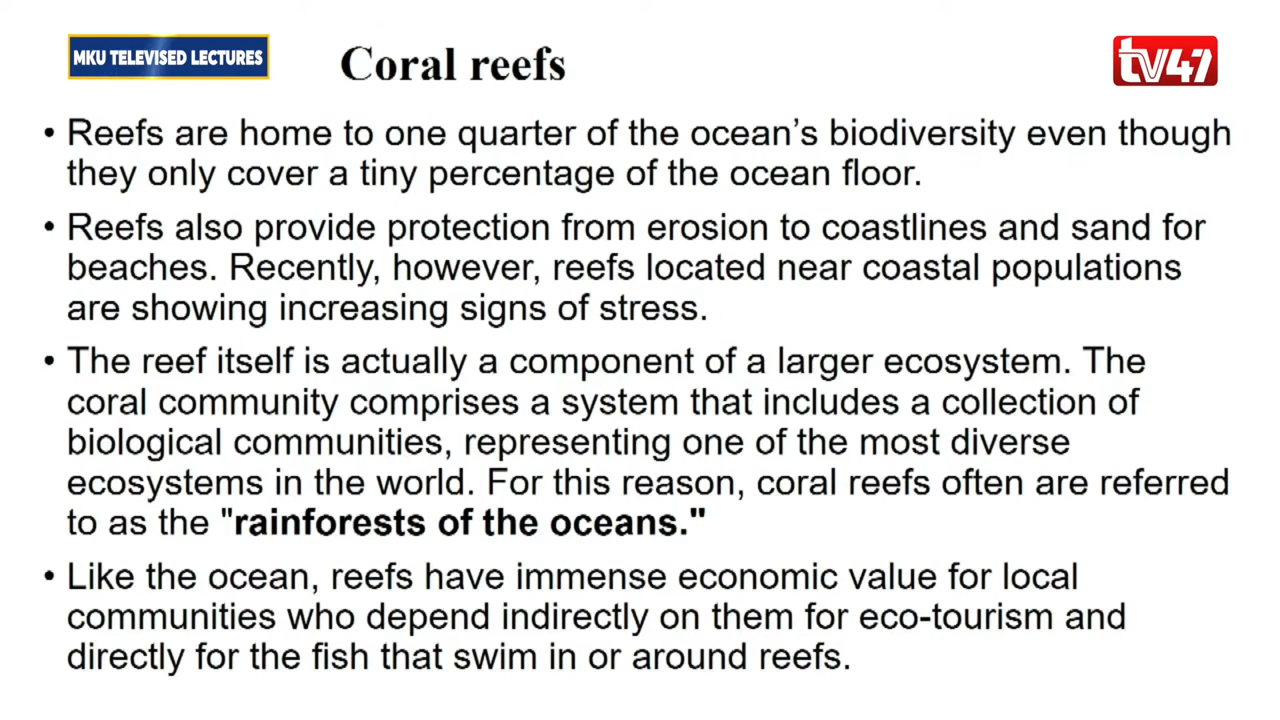 MKU TELEVISED LECTURES
Coral reefs
tv47
• Reefs are home to one quarter of the ocean’s biodiversity even though
they only cover a tiny percentage of the ocean floor.
• Reefs also provide protection from erosion to coastlines and sand for
beaches. Recently, however, reefs located near coastal populations
are showing increasing signs of stress.
• The reef itself is actually a component of a larger ecosystem. The
coral community comprises a system that includes a collection of
biological communities, representing one of the most diverse
ecosystems in the world. For this reason, coral reefs often are referred
to as the "rainforests of the oceans."
• Like the ocean, reefs have immense economic value for local
communities who depend indirectly on them for eco-tourism and
directly for the fish that swim in or around reefs.